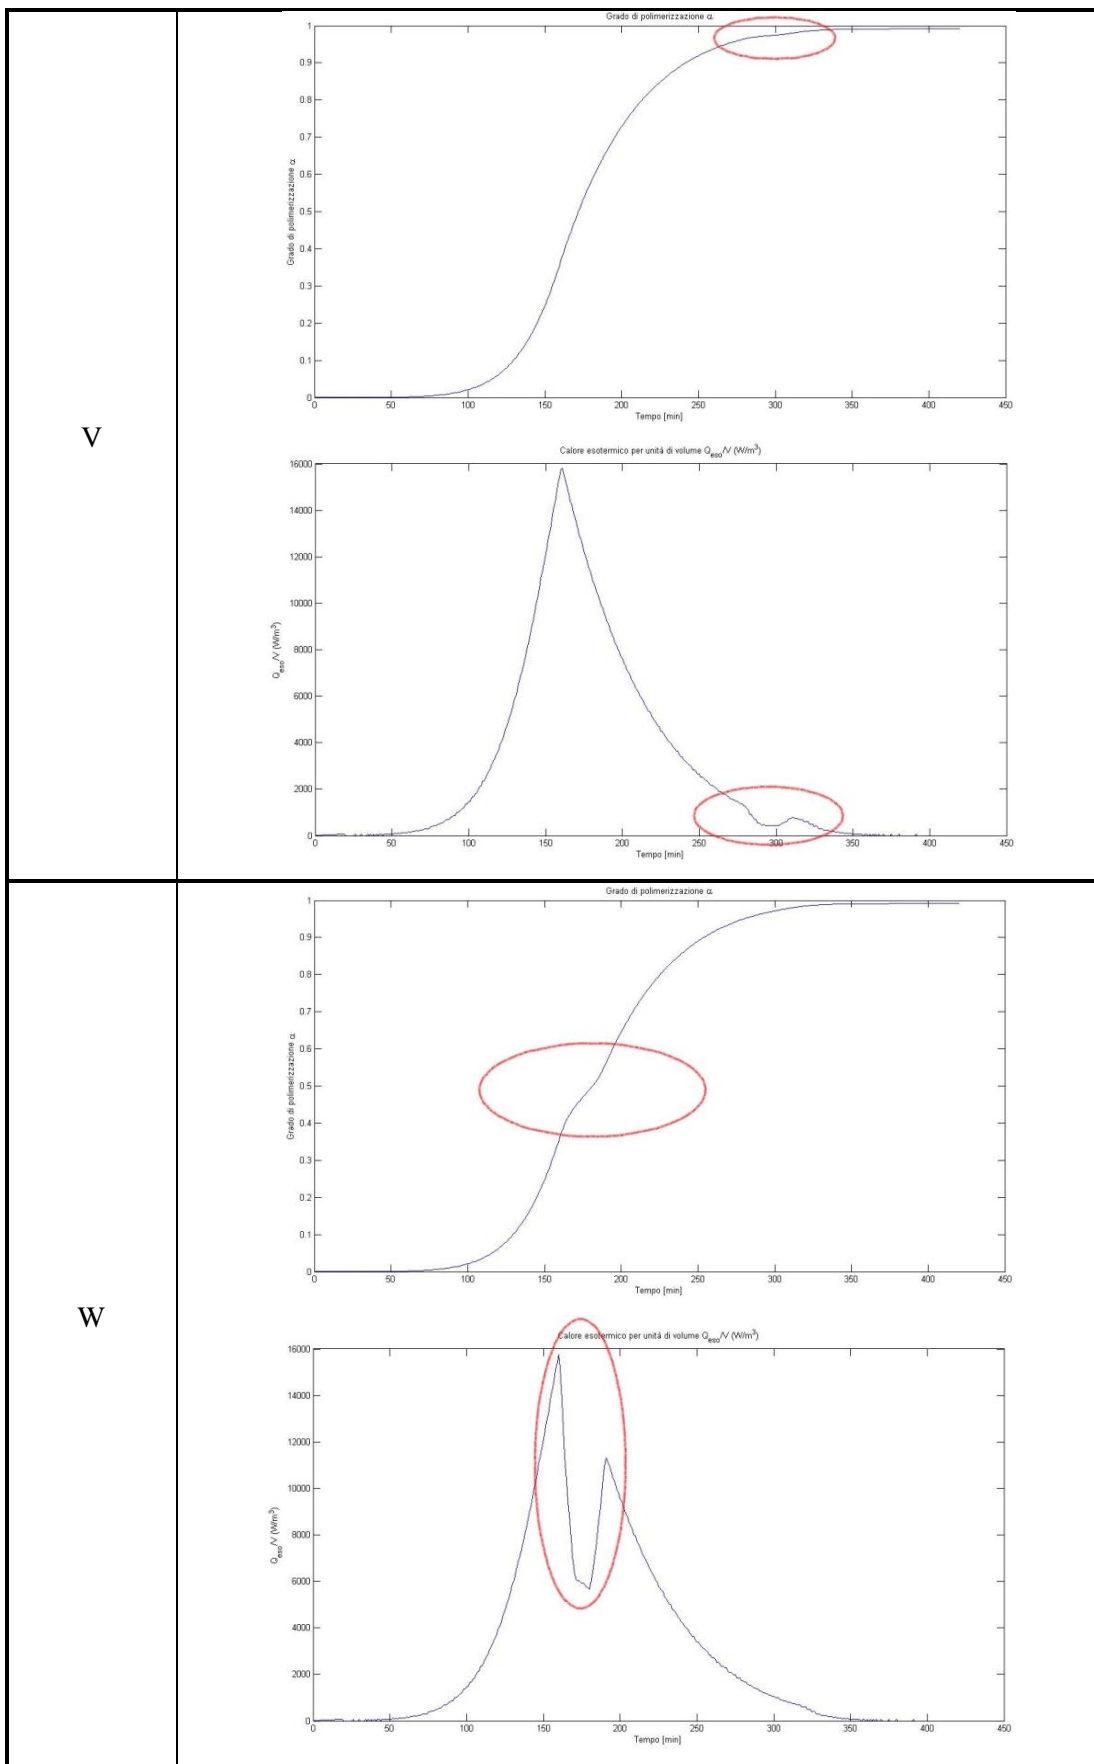 V
Grado di polimerizzazione α
1
0.9
0.8
0.7
0.6
0.5
0.4
0.3
0.2
0.1
0
Grado di polimerizzazione α
0 50 100 150 200 250 300 350 400 450
Tempo [min]
Calore esotermico per unità di volume Qeso/V (W/m³)
16000
14000
12000
10000
8000
6000
4000
2000
0
Qeso/V (W/m³)
0 50 100 150 200 250 300 350 400 450
Tempo [min]
W
Grado di polimerizzazione α
1
0.9
0.8
0.7
0.6
0.5
0.4
0.3
0.2
0.1
0
Grado di polimerizzazione α
0 50 100 150 200 250 300 350 400 450
Tempo [min]
Calore esotermico per unità di volume Qeso/V (W/m³)
16000
14000
12000
10000
8000
6000
4000
2000
0
Qeso/V (W/m³)
0 50 100 150 200 250 300 350 400 450
Tempo [min]